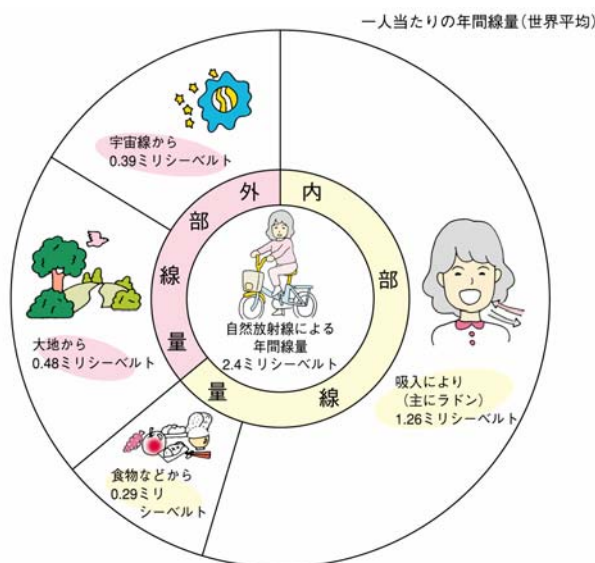 一人当たりの年間線量(世界平均)
宇宙線から
0.39ミリシーベルト
大地から
0.48ミリシーベルト
外部線量
内部線量
自然放射線による
年間線量
2.4ミリシーベルト
吸入により
(主にラドン)
1.26ミリシーベルト
食物などから
0.29ミリ
シーベルト